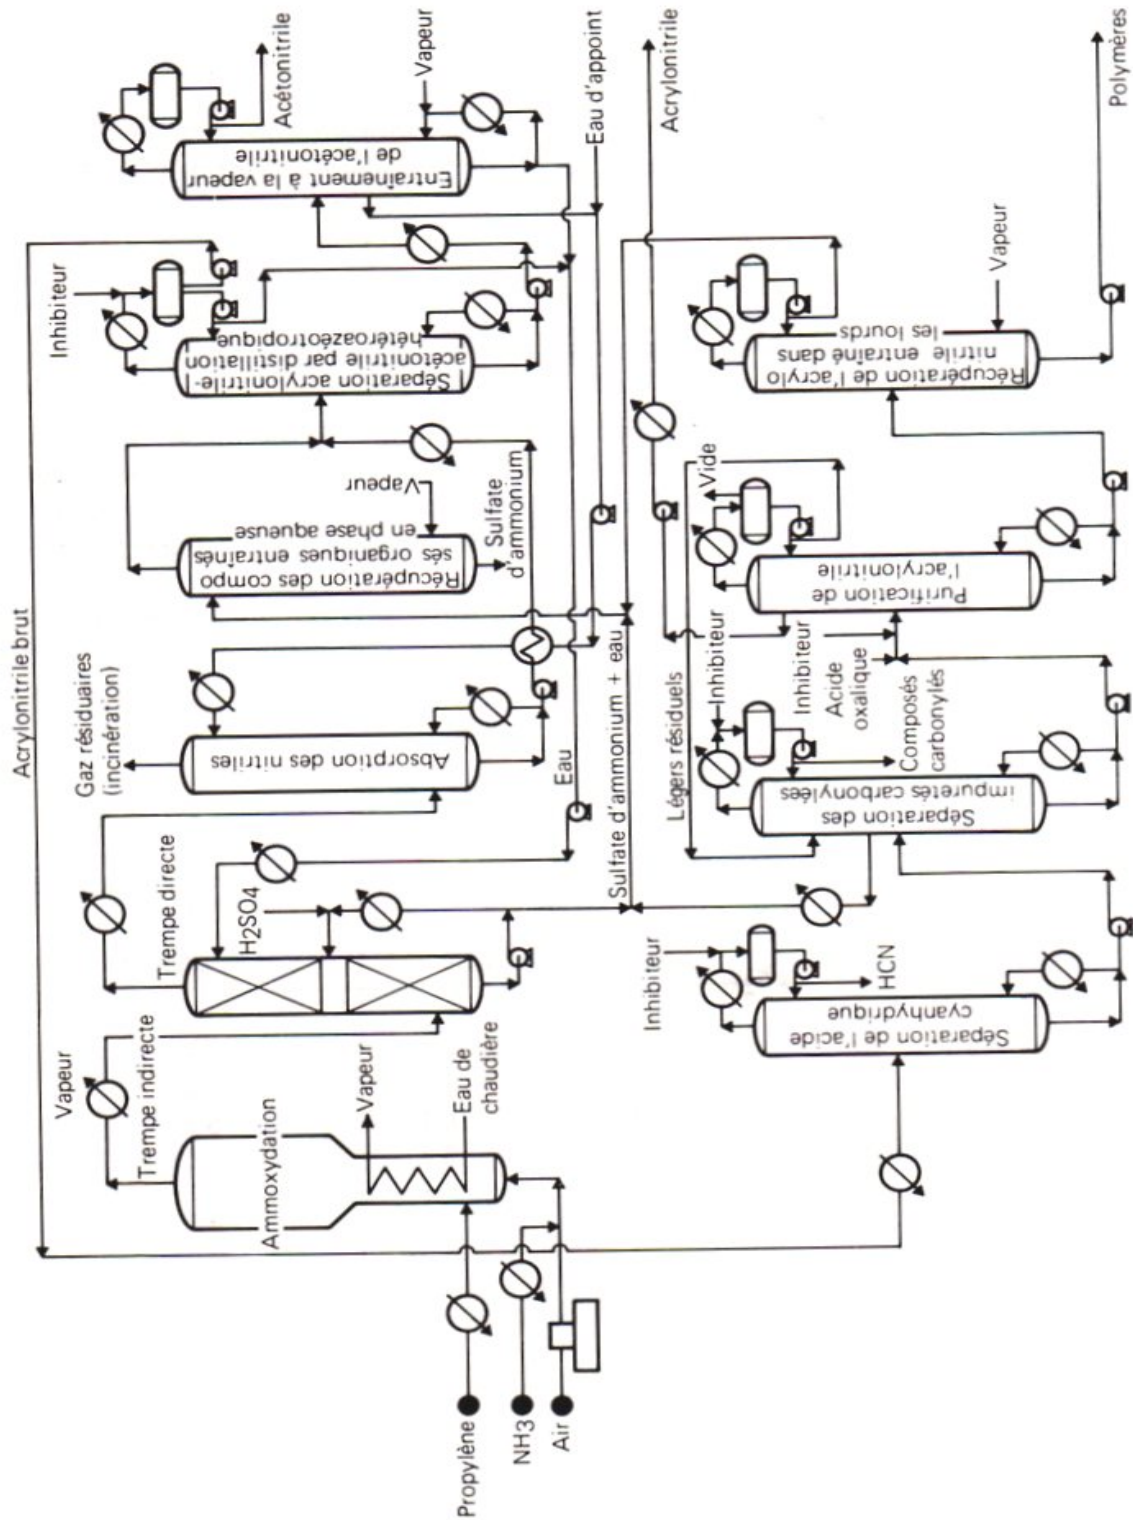 Acrylonitrile brut
Vapeur
Trempe indirecte
Ammoxydation
Vapeur
Eau de
chaudière
Propylène
NH3
Air
Trempe directe
H2SO4
Gaz résiduaires
(incinération)
Absorption des nitriles
Eau
Récupération des compo
sés organiques entraînés
en phase aqueuse
Vapeur
Sulfate
d'ammonium
Inhibiteur
Séparation acrylonitrile-
acétonitrile par distillation
hétéroazéotropique
Entraînement à la vapeur
de l'acétonitrile
Acétonitrile
Vapeur
Eau d'appoint
Sulfate d'ammonium + eau
Inhibiteur
Séparation de l'acide
cyanhydrique
HCN
Légers résiduels
Inhibiteur
Séparation des
impuretés carbonylées
Composés
carbonylés
Inhibiteur
Acide
oxalique
Vide
Purification de
l'acrylonitrile
Acrylonitrile
Récupération de l'acrylo
nitrile entraîné dans
les lourds
Vapeur
Polymères